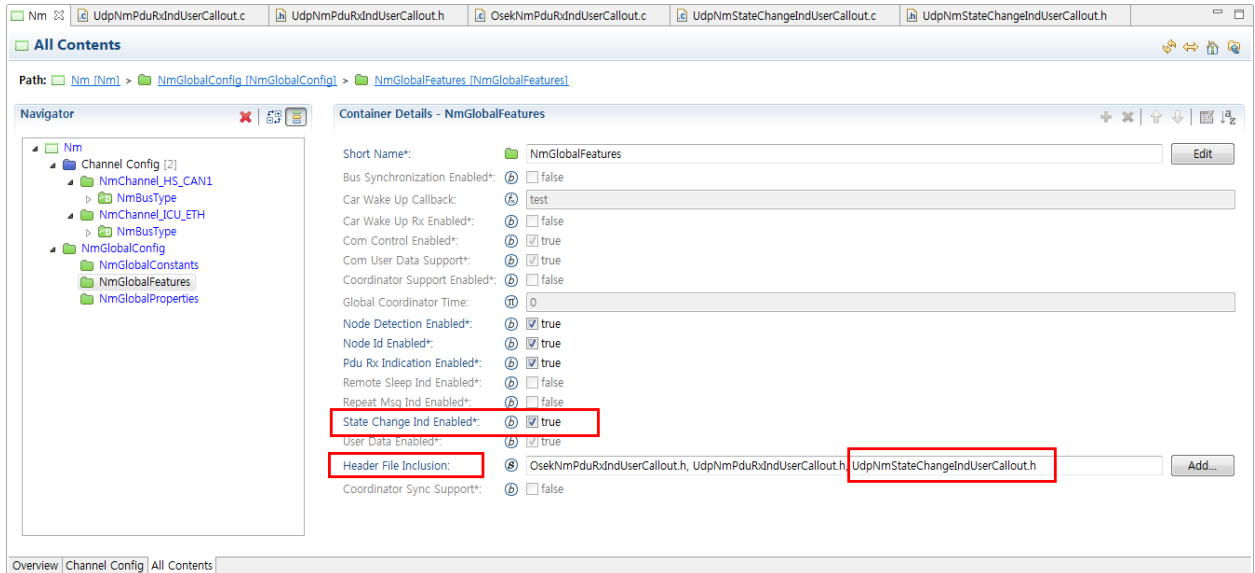 Nm UdpNmPduRxIndUserCallout.c UdpNmPduRxIndUserCallout.h OsekNmPduRxIndUserCallout.c UdpNmStateChangeIndUserCallout.c UdpNmStateChangeIndUserCallout.h
All Contents
Path: Nm [Nm] > NmGlobalConfig [NmGlobalConfig] > NmGlobalFeatures [NmGlobalFeatures]
Navigator
Nm
Channel Config [2]
NmChannel_HS_CAN1
NmBusType
NmChannel_ICU_ETH
NmBusType
NmGlobalConfig
NmGlobalConstants
NmGlobalFeatures
NmGlobalProperties
Container Details - NmGlobalFeatures
Short Name*: NmGlobalFeatures Edit
Bus Synchronization Enabled*: false
Car Wake Up Callback: test
Car Wake Up Rx Enabled*: false
Com Control Enabled*: true
Com User Data Support*: true
Coordinator Support Enabled*: false
Global Coordinator Time: 0
Node Detection Enabled*: true
Node Id Enabled*: true
Pdu Rx Indication Enabled*: true
Remote Sleep Ind Enabled*: false
Repeat Msg Ind Enabled*: false
State Change Ind Enabled*: true
User Data Enabled*: true
Header File Inclusion: OsekNmPduRxIndUserCallout.h, UdpNmPduRxIndUserCallout.h, UdpNmStateChangeIndUserCallout.h Add...
Coordinator Sync Support*: false
Overview Channel Config All Contents